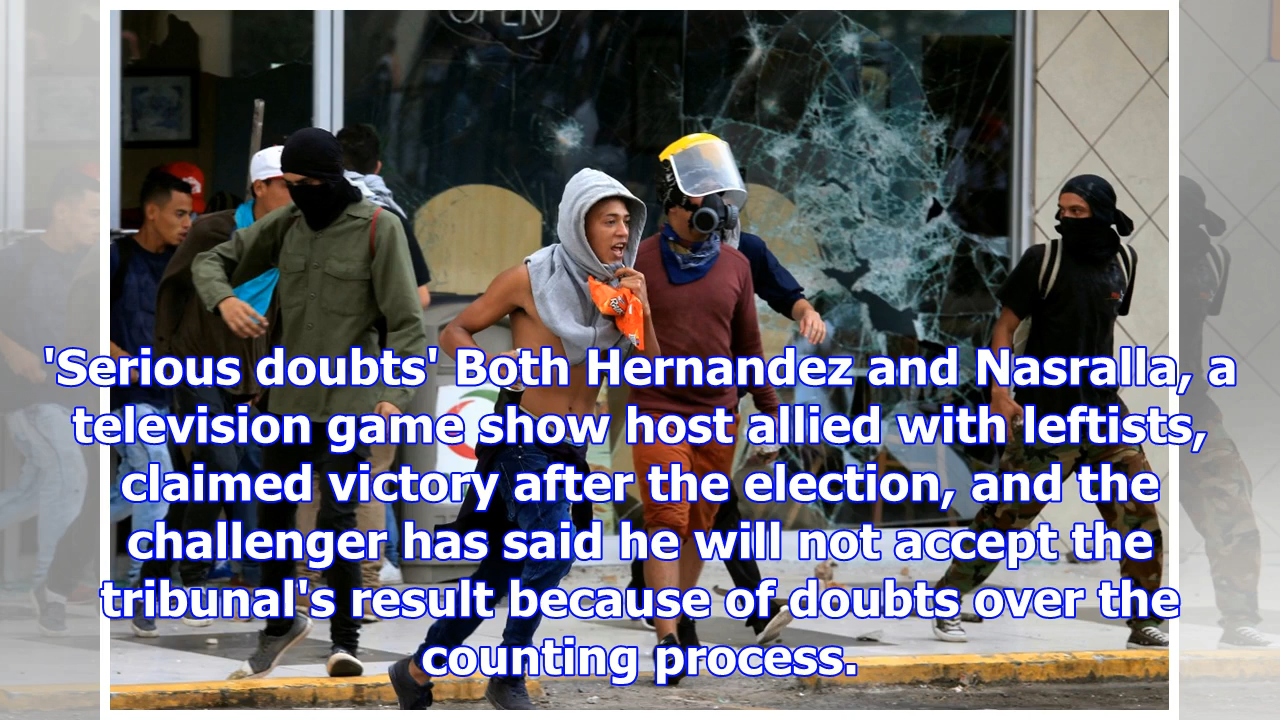 OPEN
'Serious doubts' Both Hernandez and Nasralla, a
television game show host allied with leftists,
claimed victory after the election, and the
challenger has said he will not accept the
tribunal's result because of doubts over the
counting process.